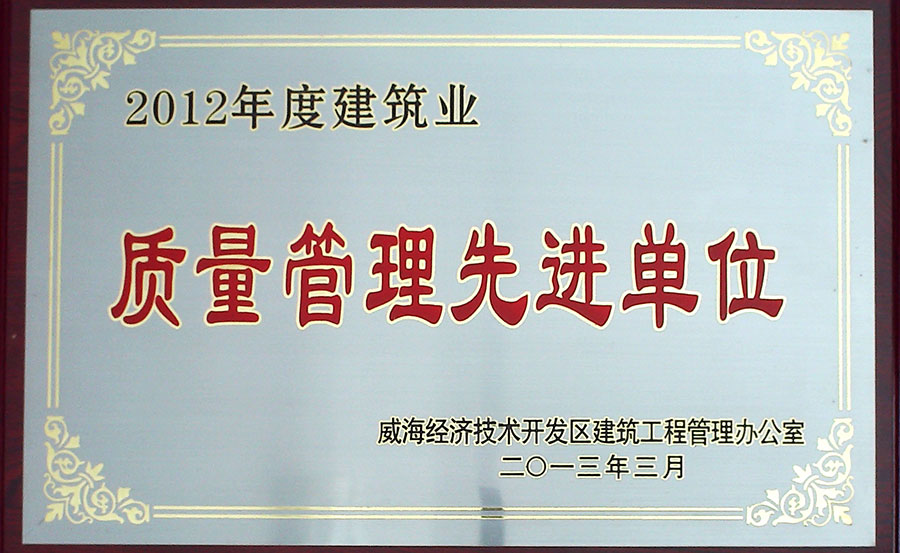 2012年度建筑业
质量管理先进单位
威海经济技术开发区建筑工程管理办公室
二〇一三年三月